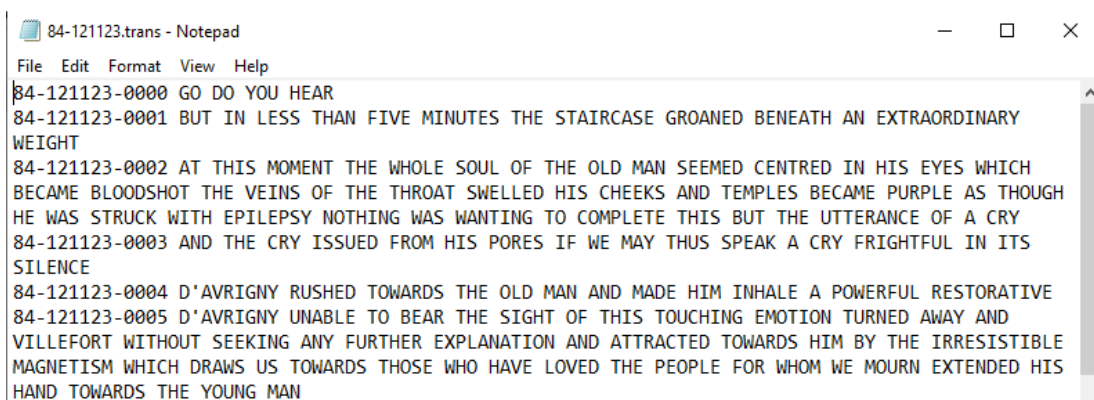 84-121123.trans - Notepad
File Edit Format View Help
84-121123-0000 GO DO YOU HEAR
84-121123-0001 BUT IN LESS THAN FIVE MINUTES THE STAIRCASE GROANED BENEATH AN EXTRAORDINARY
WEIGHT
84-121123-0002 AT THIS MOMENT THE WHOLE SOUL OF THE OLD MAN SEEMED CENTRED IN HIS EYES WHICH
BECAME BLOODSHOT THE VEINS OF THE THROAT SWELLED HIS CHEEKS AND TEMPLES BECAME PURPLE AS THOUGH
HE WAS STRUCK WITH EPILEPSY NOTHING WAS WANTING TO COMPLETE THIS BUT THE UTTERANCE OF A CRY
84-121123-0003 AND THE CRY ISSUED FROM HIS PORES IF WE MAY THUS SPEAK A CRY FRIGHTFUL IN ITS
SILENCE
84-121123-0004 D'AVRIGNY RUSHED TOWARDS THE OLD MAN AND MADE HIM INHALE A POWERFUL RESTORATIVE
84-121123-0005 D'AVRIGNY UNABLE TO BEAR THE SIGHT OF THIS TOUCHING EMOTION TURNED AWAY AND
VILLEFORT WITHOUT SEEKING ANY FURTHER EXPLANATION AND ATTRACTED TOWARDS HIM BY THE IRRESISTIBLE
MAGNETISM WHICH DRAWS US TOWARDS THOSE WHO HAVE LOVED THE PEOPLE FOR WHOM WE MOURN EXTENDED HIS
HAND TOWARDS THE YOUNG MAN